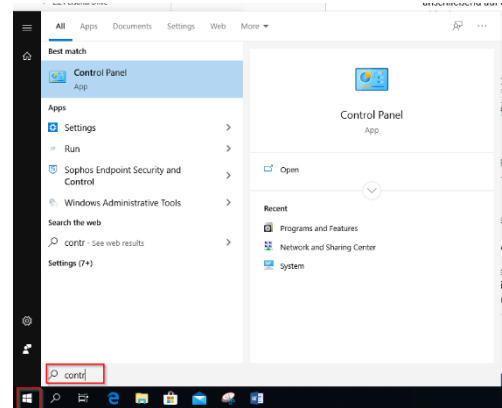 All Apps Documents Settings Web More
Best match
Control Panel
App
Apps
Settings
Run
Sophos Endpoint Security and
Control
Windows Administrative Tools
Search the web
contr - See web results
Settings (7+)
contr
Control Panel
App
Open
Recent
Programs and Features
Network and Sharing Center
System